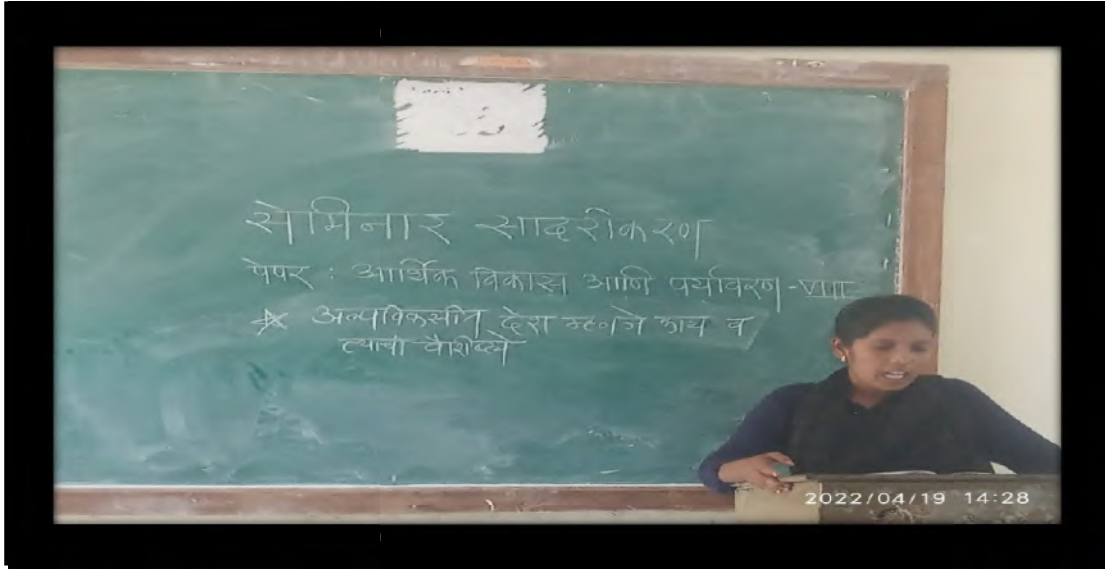 सेमिनार सादरीकरण
पेपर : आर्थिक विकास आणि पर्यावरण -VIII
* अल्पविकसीत देश म्हणजे काय व
त्याची वैशिष्ट्ये
2022/04/19 14:28